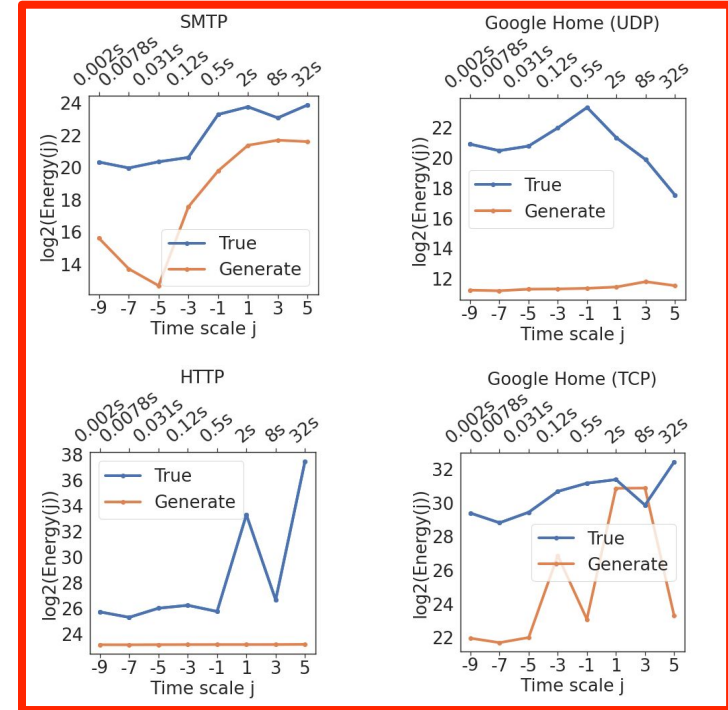 SMTP
0.002s 0.0078s 0.031s 0.12s 0.5s 2s 8s 32s
log2(Energy(j))
24
22
20
18
16
14
True
Generate
-9 -7 -5 -3 -1 1 3 5
Time scale j
Google Home (UDP)
0.002s 0.0078s 0.031s 0.12s 0.5s 2s 8s 32s
log2(Energy(j))
22
20
18
16
14
12
True
Generate
-9 -7 -5 -3 -1 1 3 5
Time scale j
HTTP
0.002s 0.0078s 0.031s 0.12s 0.5s 2s 8s 32s
log2(Energy(j))
38
36
34
32
30
28
26
24
True
Generate
-9 -7 -5 -3 -1 1 3 5
Time scale j
Google Home (TCP)
0.002s 0.0078s 0.031s 0.12s 0.5s 2s 8s 32s
log2(Energy(j))
32
30
28
26
24
22
True
Generate
-9 -7 -5 -3 -1 1 3 5
Time scale j